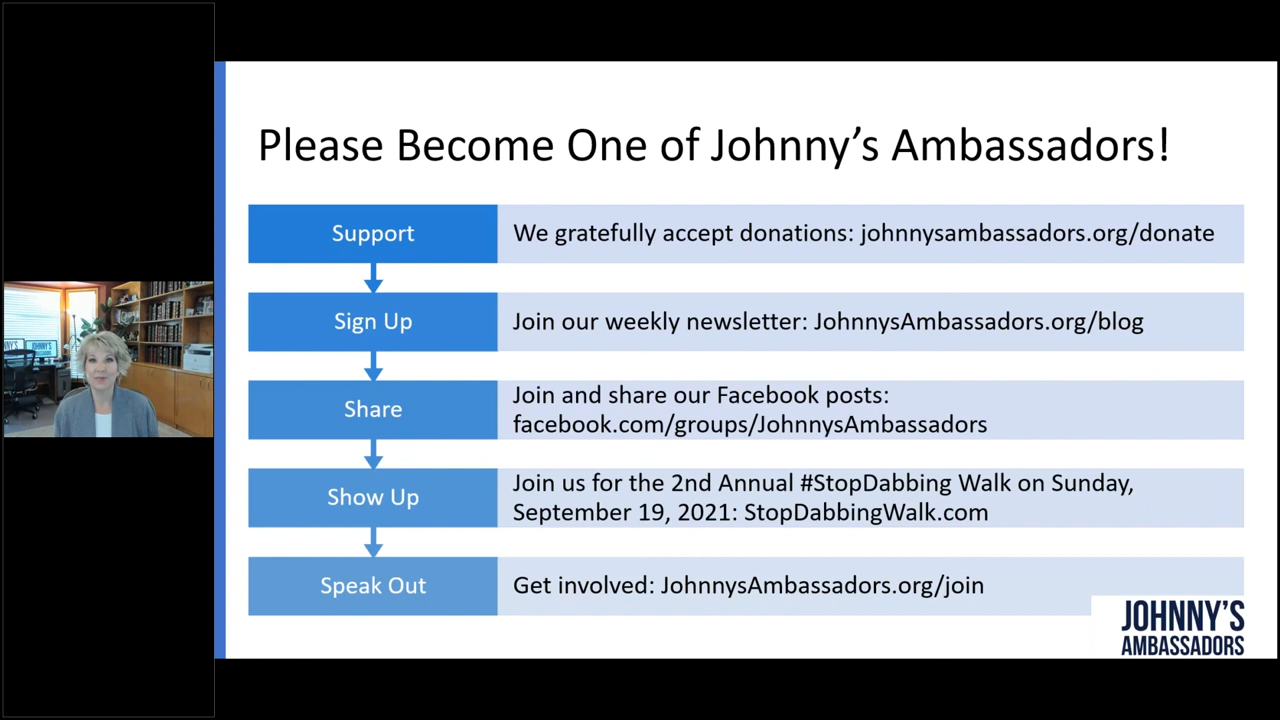 Please Become One of Johnny's Ambassadors!
Support
We gratefully accept donations: johnnysambassadors.org/donate
Sign Up
Join our weekly newsletter: JohnnysAmbassadors.org/blog
Share
Join and share our Facebook posts:
facebook.com/groups/JohnnysAmbassadors
Show Up
Join us for the 2nd Annual #StopDabbing Walk on Sunday,
September 19, 2021: StopDabbingWalk.com
Speak Out
Get involved: JohnnysAmbassadors.org/join
JOHNNY'S
AMBASSADORS